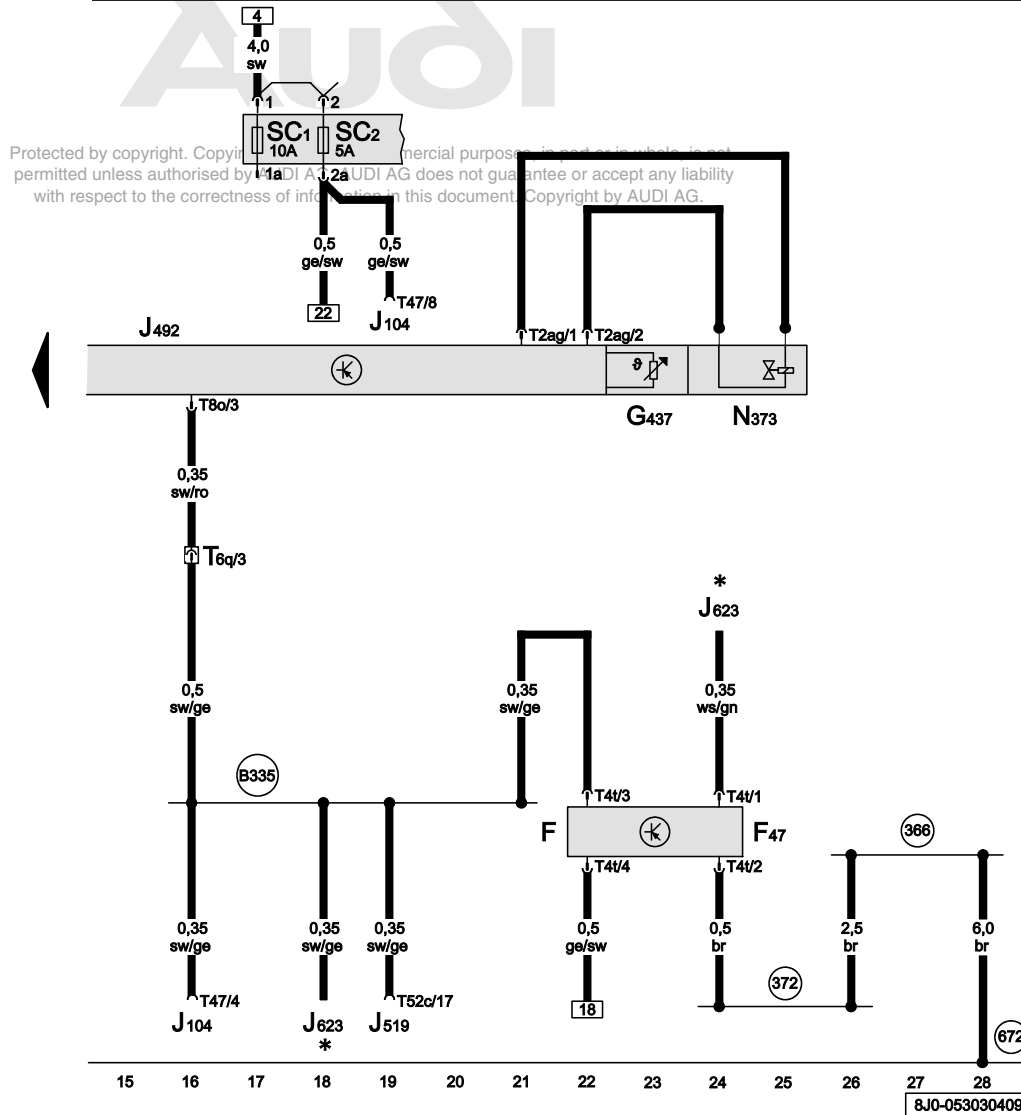 Audi
4
4,0
sw
1
2
SC1
10A
SC2
5A
Protected by copyright. Copyin mercial purposes, in part or in whole, is not
permitted unless authorised by AUDI A AUDI AG does not guarantee or accept any liability
with respect to the correctness of information in this document. Copyright by AUDI AG.
1a
2a
0,5
ge/sw
0,5
ge/sw
22
T47/8
J104
J492
T2ag/1
T2ag/2
ϑ
G437
N373
T8o/3
0,35
sw/ro
T6q/3
*
J623
0,5
sw/ge
0,35
sw/ge
0,35
ws/gn
B335
T4t/3
T4t/1
F
F47
366
T4t/4
T4t/2
0,35
sw/ge
0,35
sw/ge
0,35
sw/ge
0,5
ge/sw
0,5
br
2,5
br
6,0
br
372
T47/4
J104
J623
*
T52c/17
J519
18
672
15 16 17 18 19 20 21 22 23 24 25 26 27 28
8J0-053030409